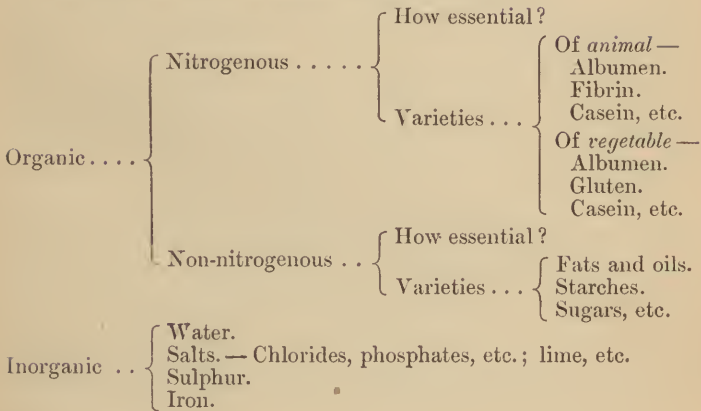 How essential?
Nitrogenous . . . . .
Of animal —
Albumen.
Fibrin.
Varieties . . .
Casein, etc.
Organic . . . .
Of vegetable —
Albumen.
Gluten.
Casein, etc.
How essential?
Non-nitrogenous . .
Fats and oils.
Varieties . . .
Starches.
Sugars, etc.
Water.
Salts. — Chlorides, phosphates, etc.; lime, etc.
Inorganic . .
Sulphur.
Iron.